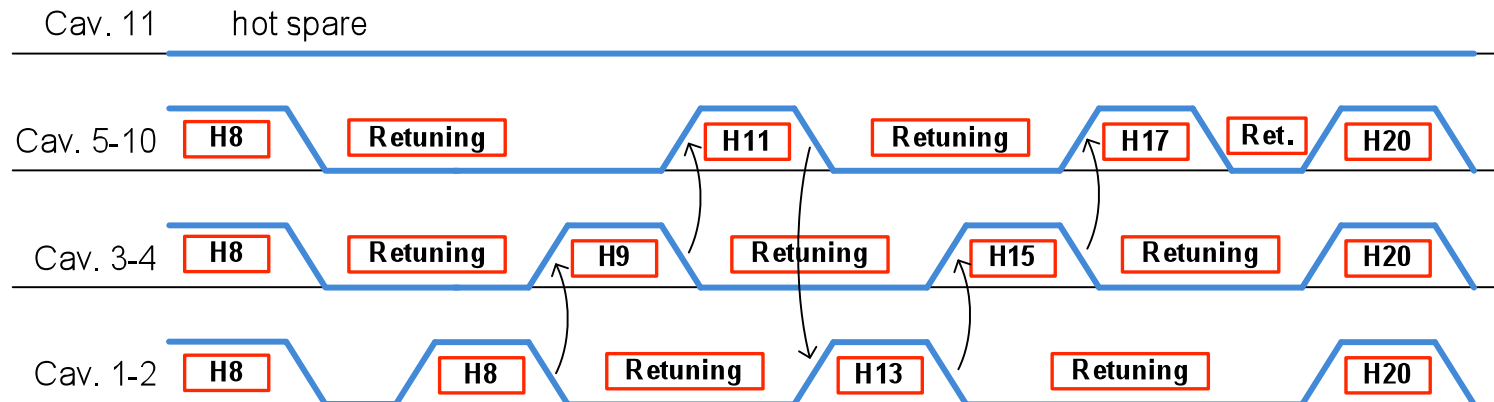 Cav. 11 hot spare
Cav. 5-10 H8 Retuning H11 Retuning H17 Ret. H20
Cav. 3-4 H8 Retuning H9 Retuning H15 Retuning H20
Cav. 1-2 H8 H8 Retuning H13 Retuning H20